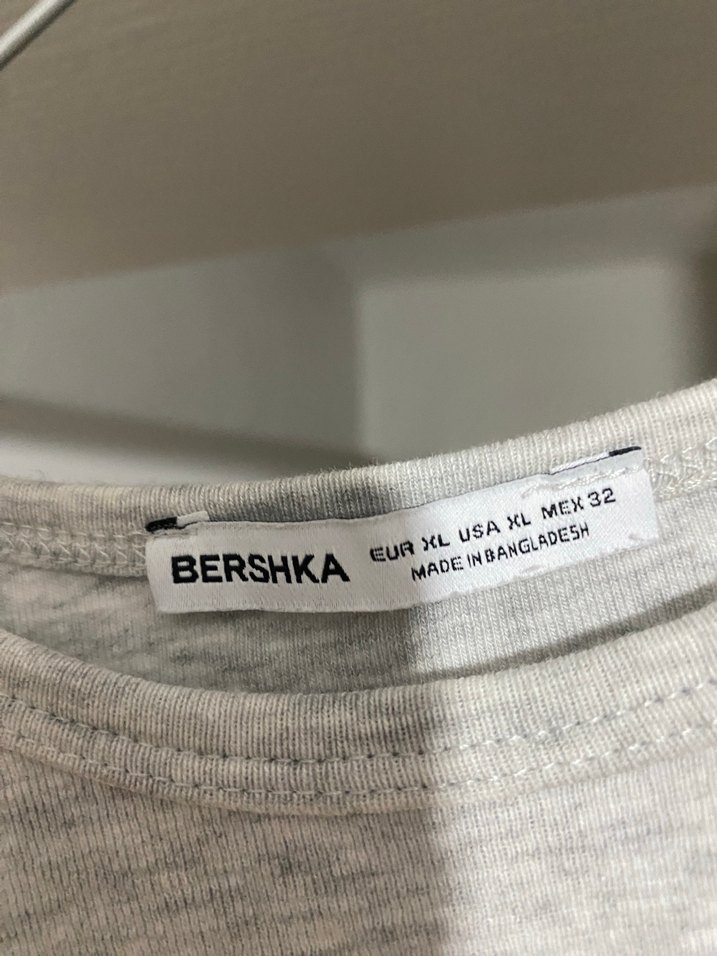 BERSHKA
EUR XL USA XL MEX 32
MADE IN BANGLADESH